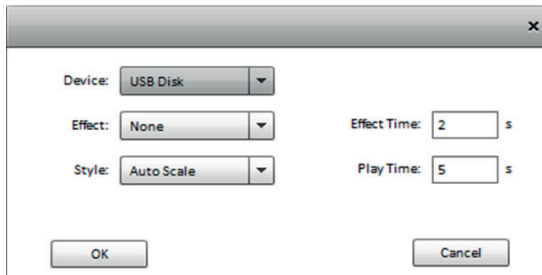 Device: USB Disk
Effect: None Effect Time: 2 s
Style: Auto Scale Play Time: 5 s
OK Cancel